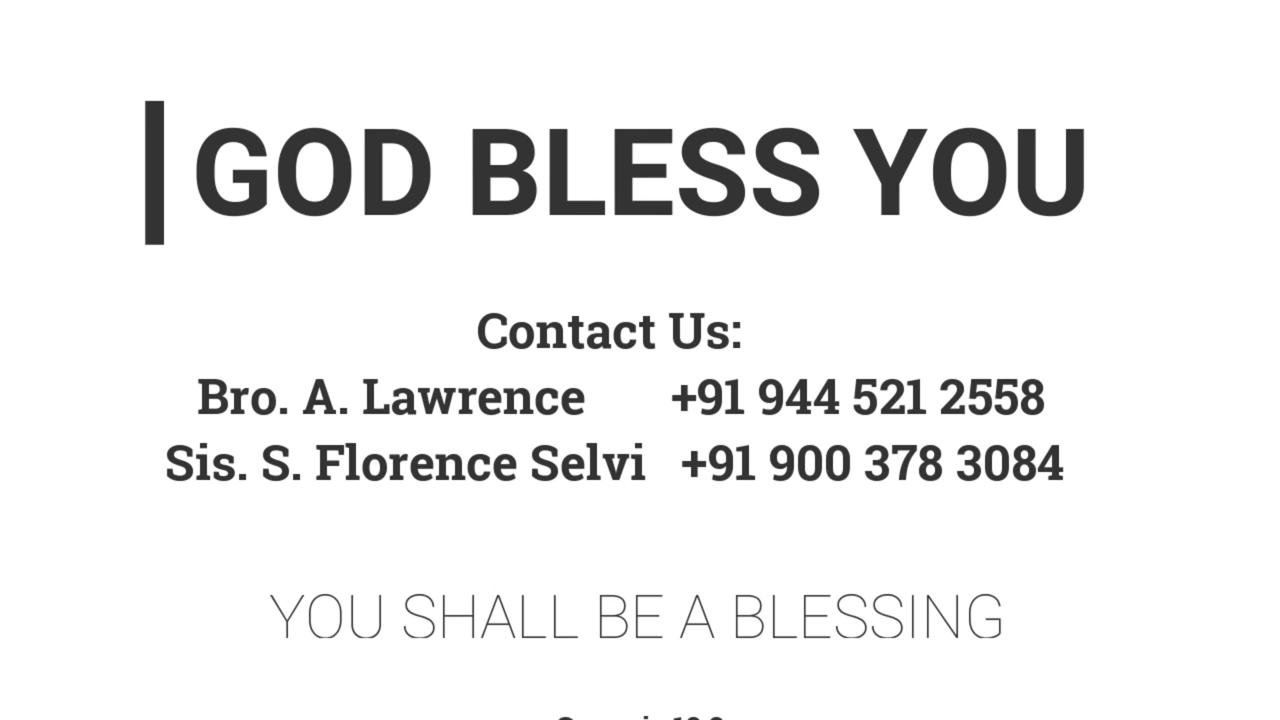 GOD BLESS YOU
Contact Us:
Bro. A. Lawrence +91 944 521 2558
Sis. S. Florence Selvi +91 900 378 3084
YOU SHALL BE A BLESSING